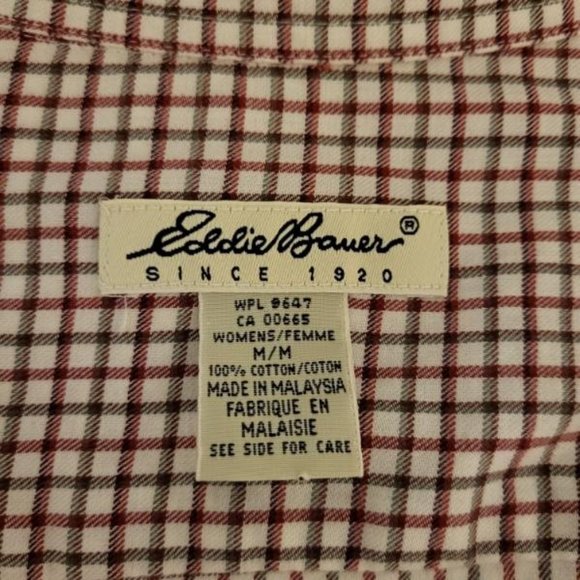 Eddie Bauer®
SINCE 1920
WPL 9647
CA 00665
WOMENS/FEMME
M/M
100% COTTON/COTON
MADE IN MALAYSIA
FABRIQUE EN
MALAISIE
SEE SIDE FOR CARE